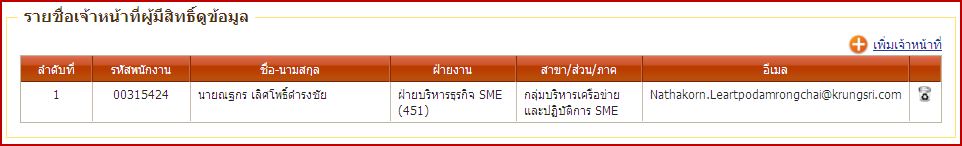 รายชื่อเจ้าหน้าที่ผู้มีสิทธิ์ดูข้อมูล
เพิ่มเจ้าหน้าที่
ลำดับที่ รหัสพนักงาน ชื่อ-นามสกุล ฝ่ายงาน สาขา/ส่วน/ภาค อีเมล
1 00315424 นายณฐกร เลิศโพธิ์ดำรงชัย ฝ่ายบริหารธุรกิจ SME กลุ่มบริหารเครือข่าย Nathakorn.Leartpodamrongchai@krungsri.com
(451) และปฏิบัติการ SME